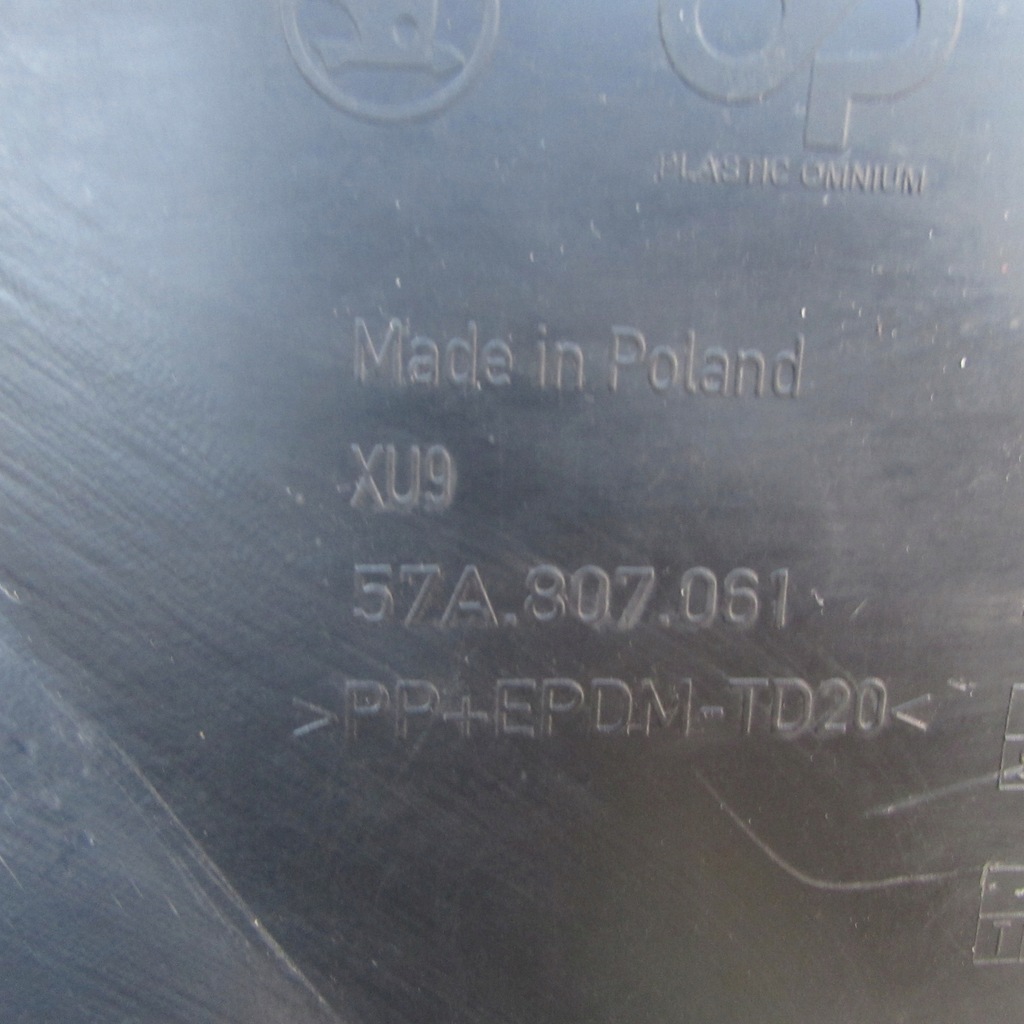 PLASTIC OMNIUM
Made in Poland
XU9
57A.807.061
>PP+EPDM-TD20<